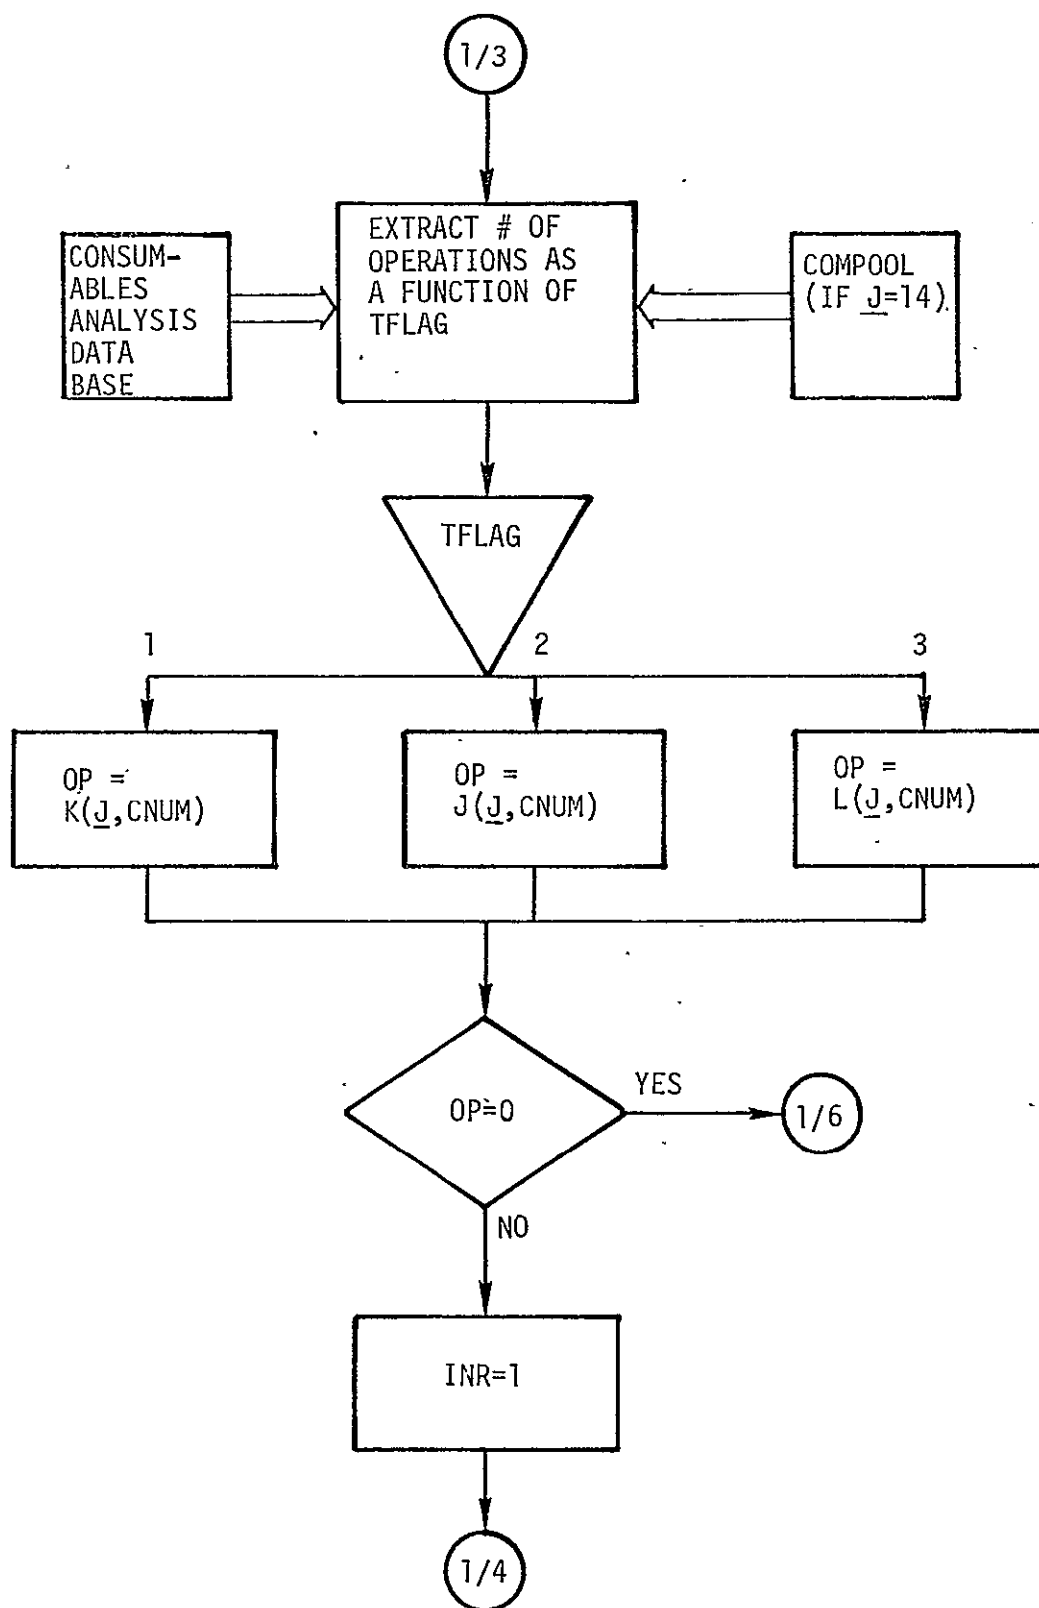 1/3
CONSUM-
ABLES
ANALYSIS
DATA
BASE
EXTRACT # OF
OPERATIONS AS
A FUNCTION OF
TFLAG
COMPOOL
(IF J=14)
TFLAG
1
2
3
OP =
K(J,CNUM)
OP =
J(J,CNUM)
OP =
L(J,CNUM)
OP=0
YES
1/6
NO
INR=1
1/4